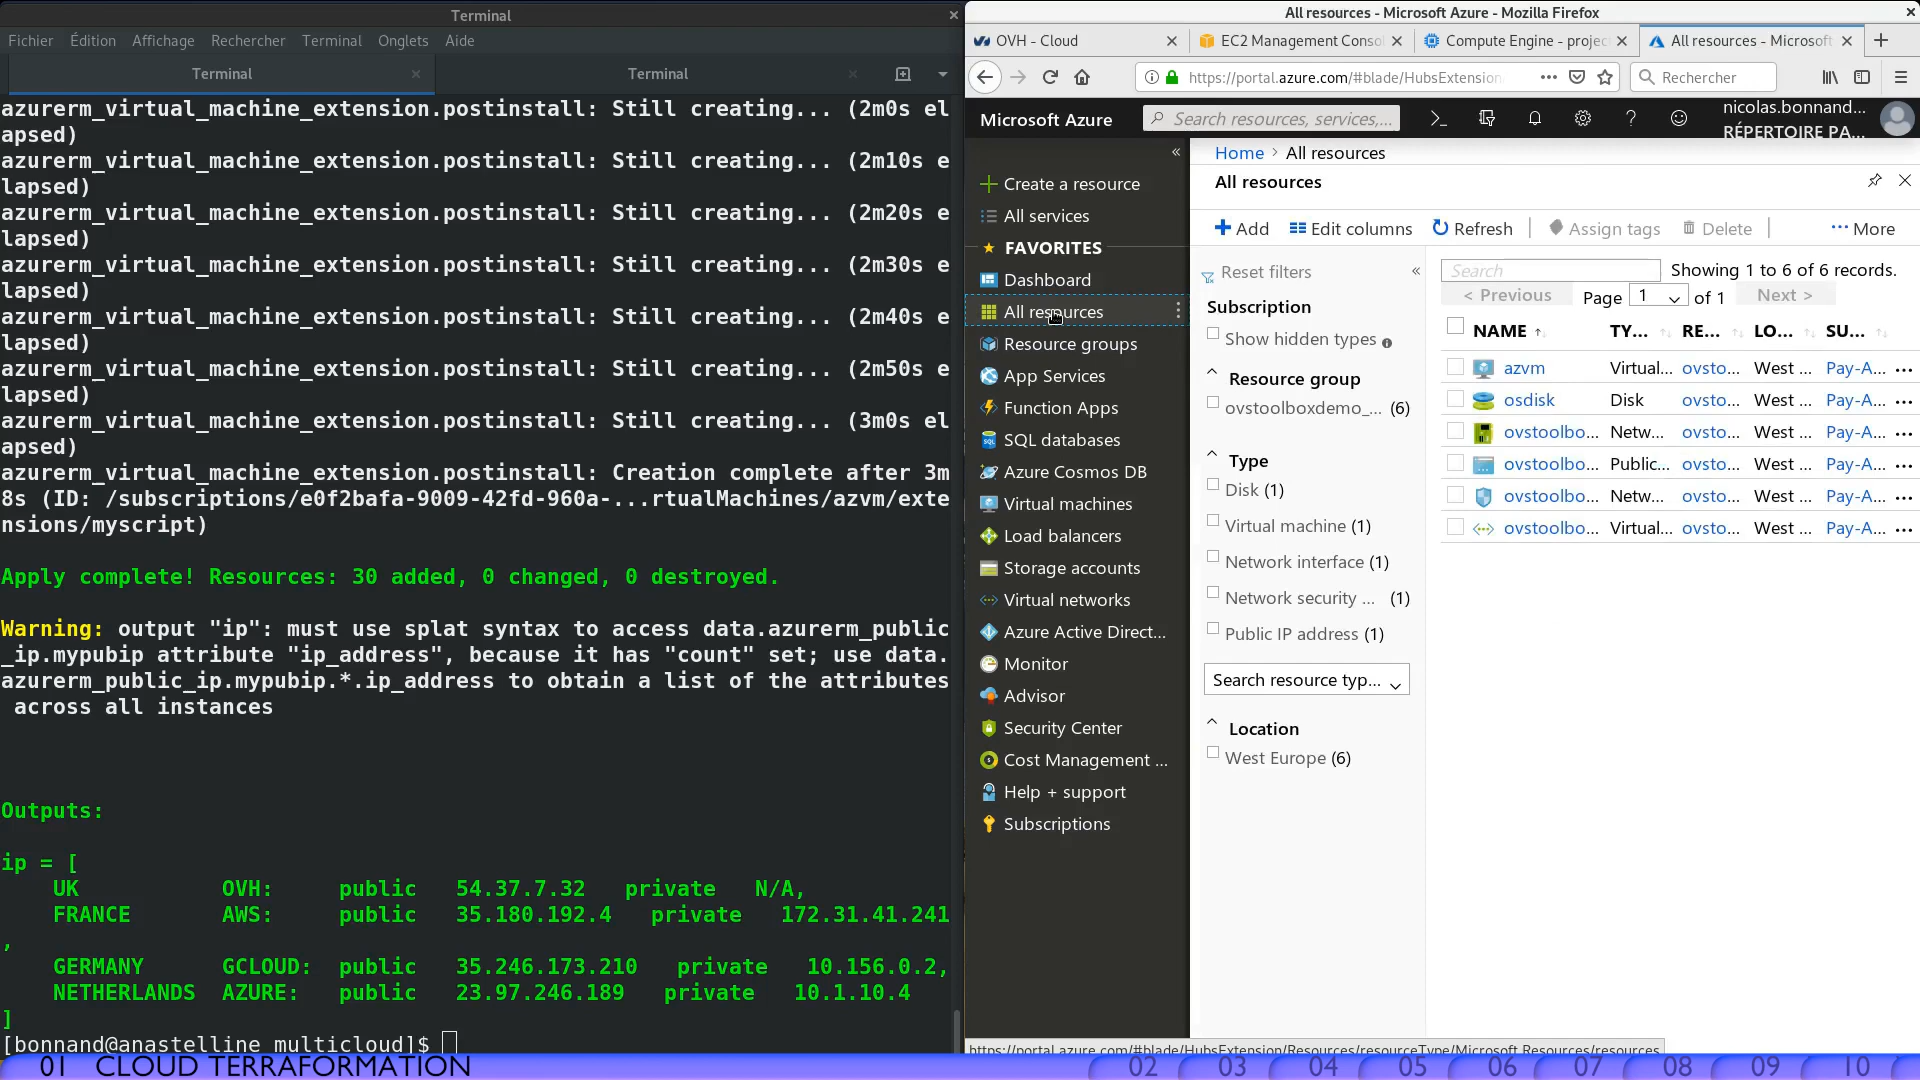 Terminal
Fichier Édition Affichage Rechercher Terminal Onglets Aide
Terminal
Terminal
azurerm_virtual_machine_extension.postinstall: Still creating... (2m0s el
apsed)
azurerm_virtual_machine_extension.postinstall: Still creating... (2m10s e
lapsed)
azurerm_virtual_machine_extension.postinstall: Still creating... (2m20s e
lapsed)
azurerm_virtual_machine_extension.postinstall: Still creating... (2m30s e
lapsed)
azurerm_virtual_machine_extension.postinstall: Still creating... (2m40s e
lapsed)
azurerm_virtual_machine_extension.postinstall: Still creating... (2m50s e
lapsed)
azurerm_virtual_machine_extension.postinstall: Still creating... (3m0s el
apsed)
azurerm_virtual_machine_extension.postinstall: Creation complete after 3m
8s (ID: /subscriptions/e0f2bafa-9009-42fd-960a-...rtualMachines/azvm/exte
nsions/myscript)
Apply complete! Resources: 30 added, 0 changed, 0 destroyed.
Warning: output "ip": must use splat syntax to access data.azurerm_public
_ip.mypubip attribute "ip_address", because it has "count" set; use data.
azurerm_public_ip.mypubip.*.ip_address to obtain a list of the attributes
across all instances
Outputs:
ip = [
UK OVH: public 54.37.7.32 private N/A,
FRANCE AWS: public 35.180.192.4 private 172.31.41.241
,
GERMANY GCLOUD: public 35.246.173.210 private 10.156.0.2,
NETHERLANDS AZURE: public 23.97.246.189 private 10.1.10.4
]
[bonnand@anastelline multicloud]$
All resources - Microsoft Azure - Mozilla Firefox
OVH - Cloud
EC2 Management Consol
Compute Engine - projec
All resources - Microsoft
https://portal.azure.com/#blade/HubsExtension
Rechercher
Microsoft Azure
Search resources, services,...
nicolas.bonnand...
RÉPERTOIRE PA...
Create a resource
All services
FAVORITES
Dashboard
All resources
Resource groups
App Services
Function Apps
SQL databases
Azure Cosmos DB
Virtual machines
Load balancers
Storage accounts
Virtual networks
Azure Active Direct...
Monitor
Advisor
Security Center
Cost Management ...
Help + support
Subscriptions
Home > All resources
All resources
Add Edit columns Refresh Assign tags Delete ... More
Reset filters
Subscription
Show hidden types
Resource group
ovstoolboxdemo_... (6)
Type
Disk (1)
Virtual machine (1)
Network interface (1)
Network security ... (1)
Public IP address (1)
Search resource typ...
Location
West Europe (6)
Search
Showing 1 to 6 of 6 records.
< Previous Page 1 of 1 Next >
NAME TY... RE... LO... SU...
azvm Virtual... ovsto... West ... Pay-A... ...
osdisk Disk ovsto... West ... Pay-A... ...
ovstoolbo... Netw... ovsto... West ... Pay-A... ...
ovstoolbo... Public... ovsto... West ... Pay-A... ...
ovstoolbo... Netw... ovsto... West ... Pay-A... ...
ovstoolbo... Virtual... ovsto... West ... Pay-A... ...
https://portal.azure.com/#blade/HubsExtension/Resources/resourceType/Microsoft.Resources/resources
01 CLOUD TERRAFORMATION 02 03 04 05 06 07 08 09 10